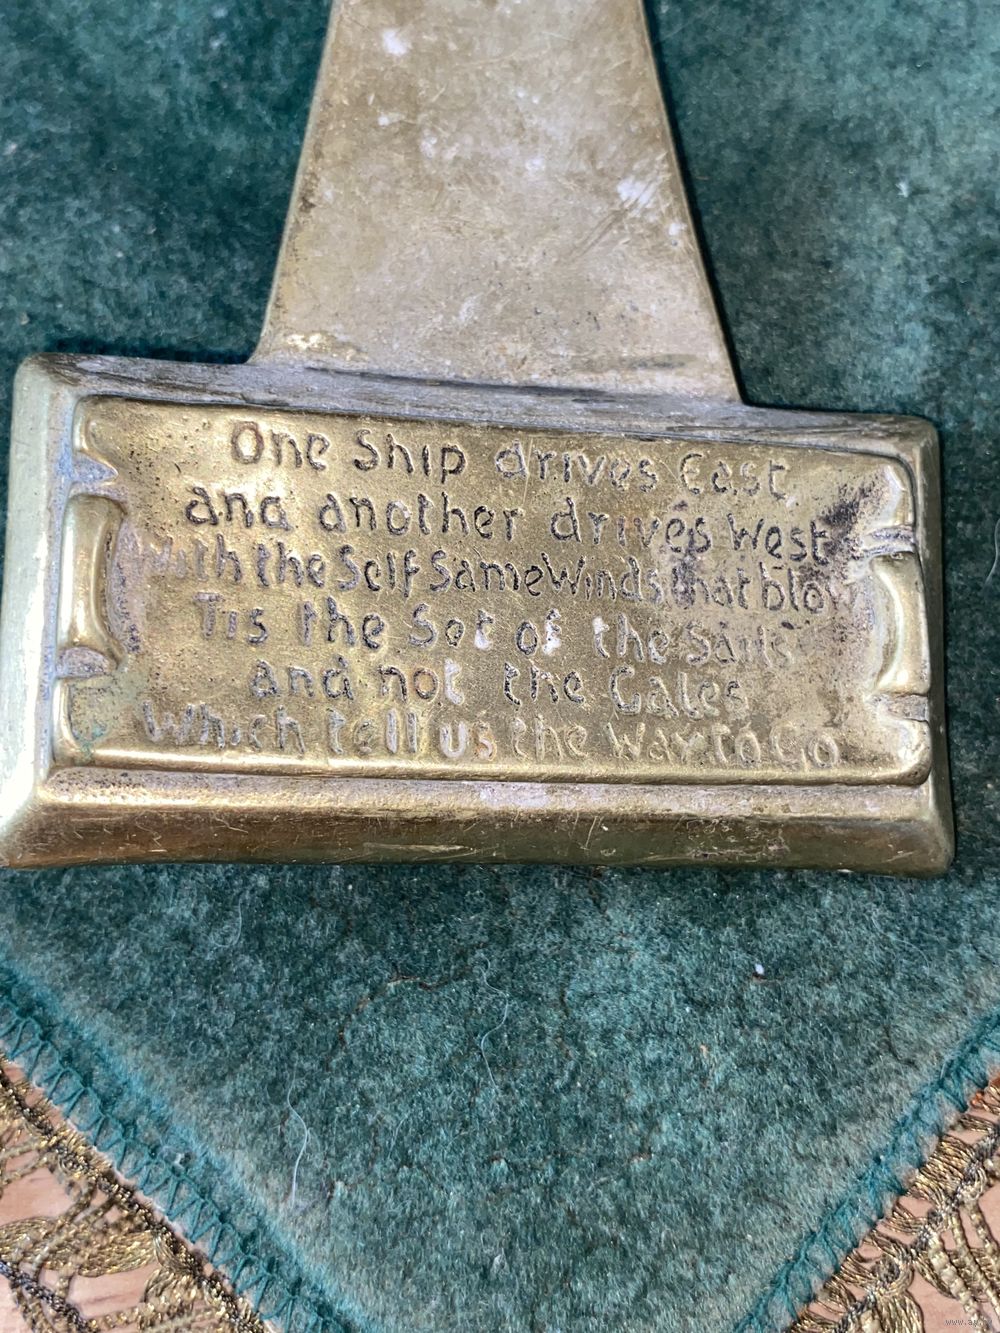 One Ship drives East
and another drives West
with the Self Same Winds that blow
Tis the Set of the Sails
and not the Gales
Which tell us the Way to Go